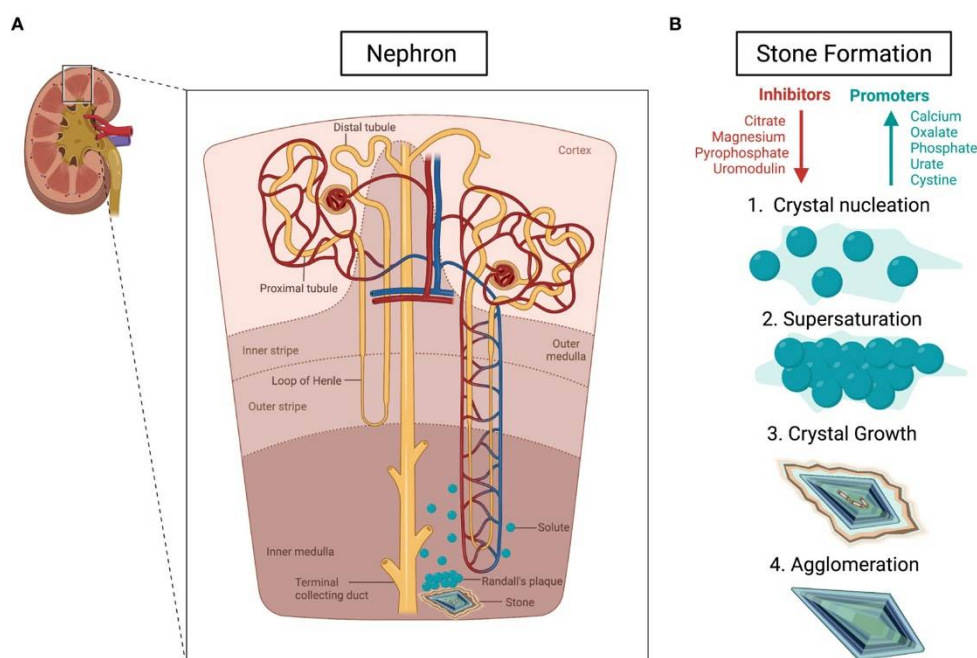 A
Nephron
Distal tubule
Cortex
Proximal tubule
Inner stripe
Outer
medulla
Loop of Henle
Outer stripe
Solute
Inner medulla
Terminal
collecting duct
Randall's plaque
Stone
B
Stone Formation
Inhibitors
Citrate
Magnesium
Pyrophosphate
Uromodulin
Promoters
Calcium
Oxalate
Phosphate
Urate
Cystine
1. Crystal nucleation
2. Supersaturation
3. Crystal Growth
4. Agglomeration